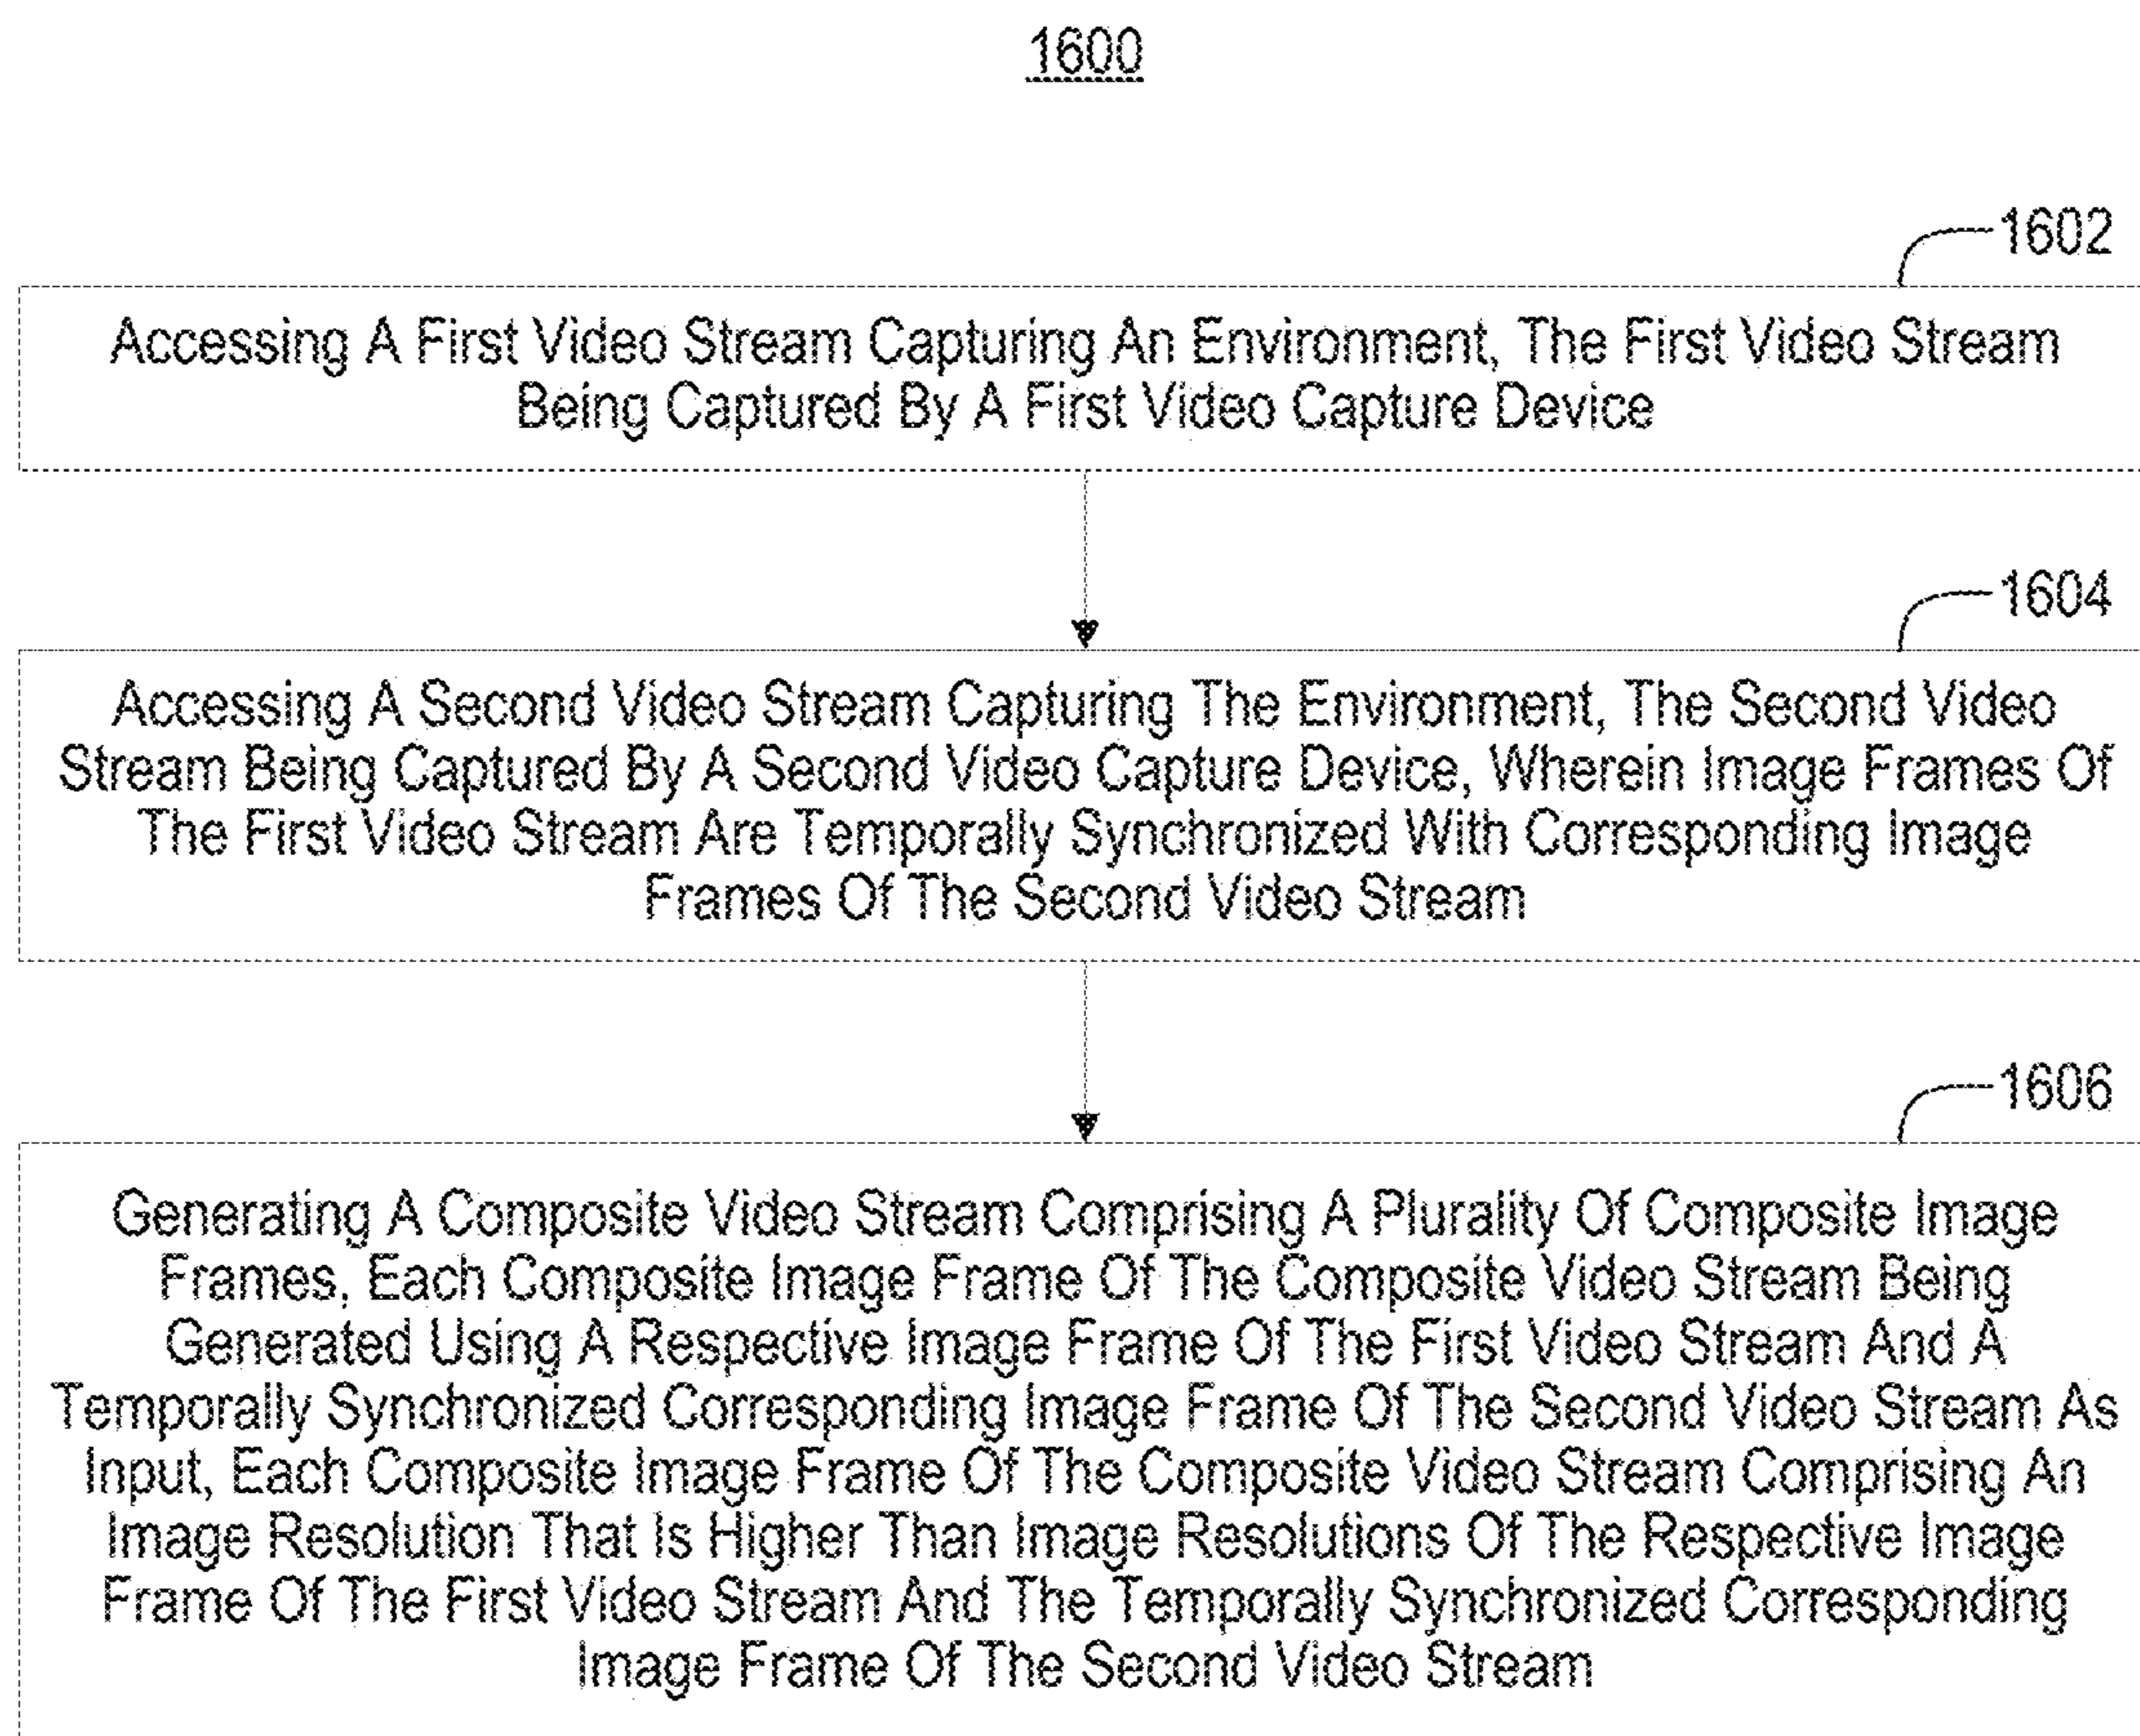 1600
1602
Accessing A First Video Stream Capturing An Environment, The First Video Stream
Being Captured By A First Video Capture Device
1604
Accessing A Second Video Stream Capturing The Environment, The Second Video
Stream Being Captured By A Second Video Capture Device, Wherein Image Frames Of
The First Video Stream Are Temporally Synchronized With Corresponding Image
Frames Of The Second Video Stream
1606
Generating A Composite Video Stream Comprising A Plurality Of Composite Image
Frames, Each Composite Image Frame Of The Composite Video Stream Being
Generated Using A Respective Image Frame Of The First Video Stream And A
Temporally Synchronized Corresponding Image Frame Of The Second Video Stream As
Input, Each Composite Image Frame Of The Composite Video Stream Comprising An
Image Resolution That Is Higher Than Image Resolutions Of The Respective Image
Frame Of The First Video Stream And The Temporally Synchronized Corresponding
Image Frame Of The Second Video Stream